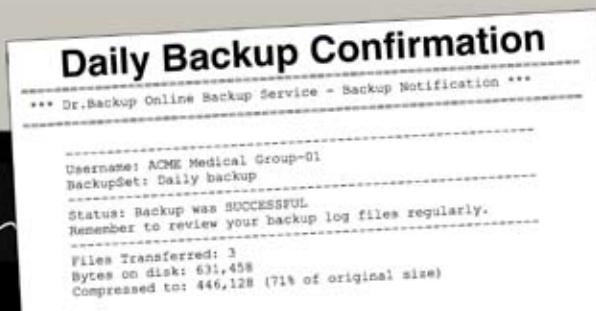 Daily Backup Confirmation
*** Dr.Backup Online Backup Service - Backup Notification ***
Username: ACME Medical Group-01
BackupSet: Daily backup
Status: Backup was SUCCESSFUL
Remember to review your backup log files regularly.
Files Transferred: 3
Bytes on disk: 631,458
Compressed to: 446,128 (71% of original size)